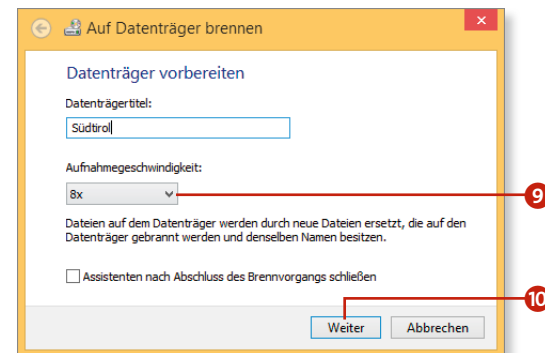 Auf Datenträger brennen
Datenträger vorbereiten
Datenträgertitel:
Südtirol
Aufnahmegeschwindigkeit:
8x
9
Dateien auf dem Datenträger werden durch neue Dateien ersetzt, die auf den
Datenträger gebrannt werden und denselben Namen besitzen.
Assistenten nach Abschluss des Brennvorgangs schließen
10
Weiter
Abbrechen